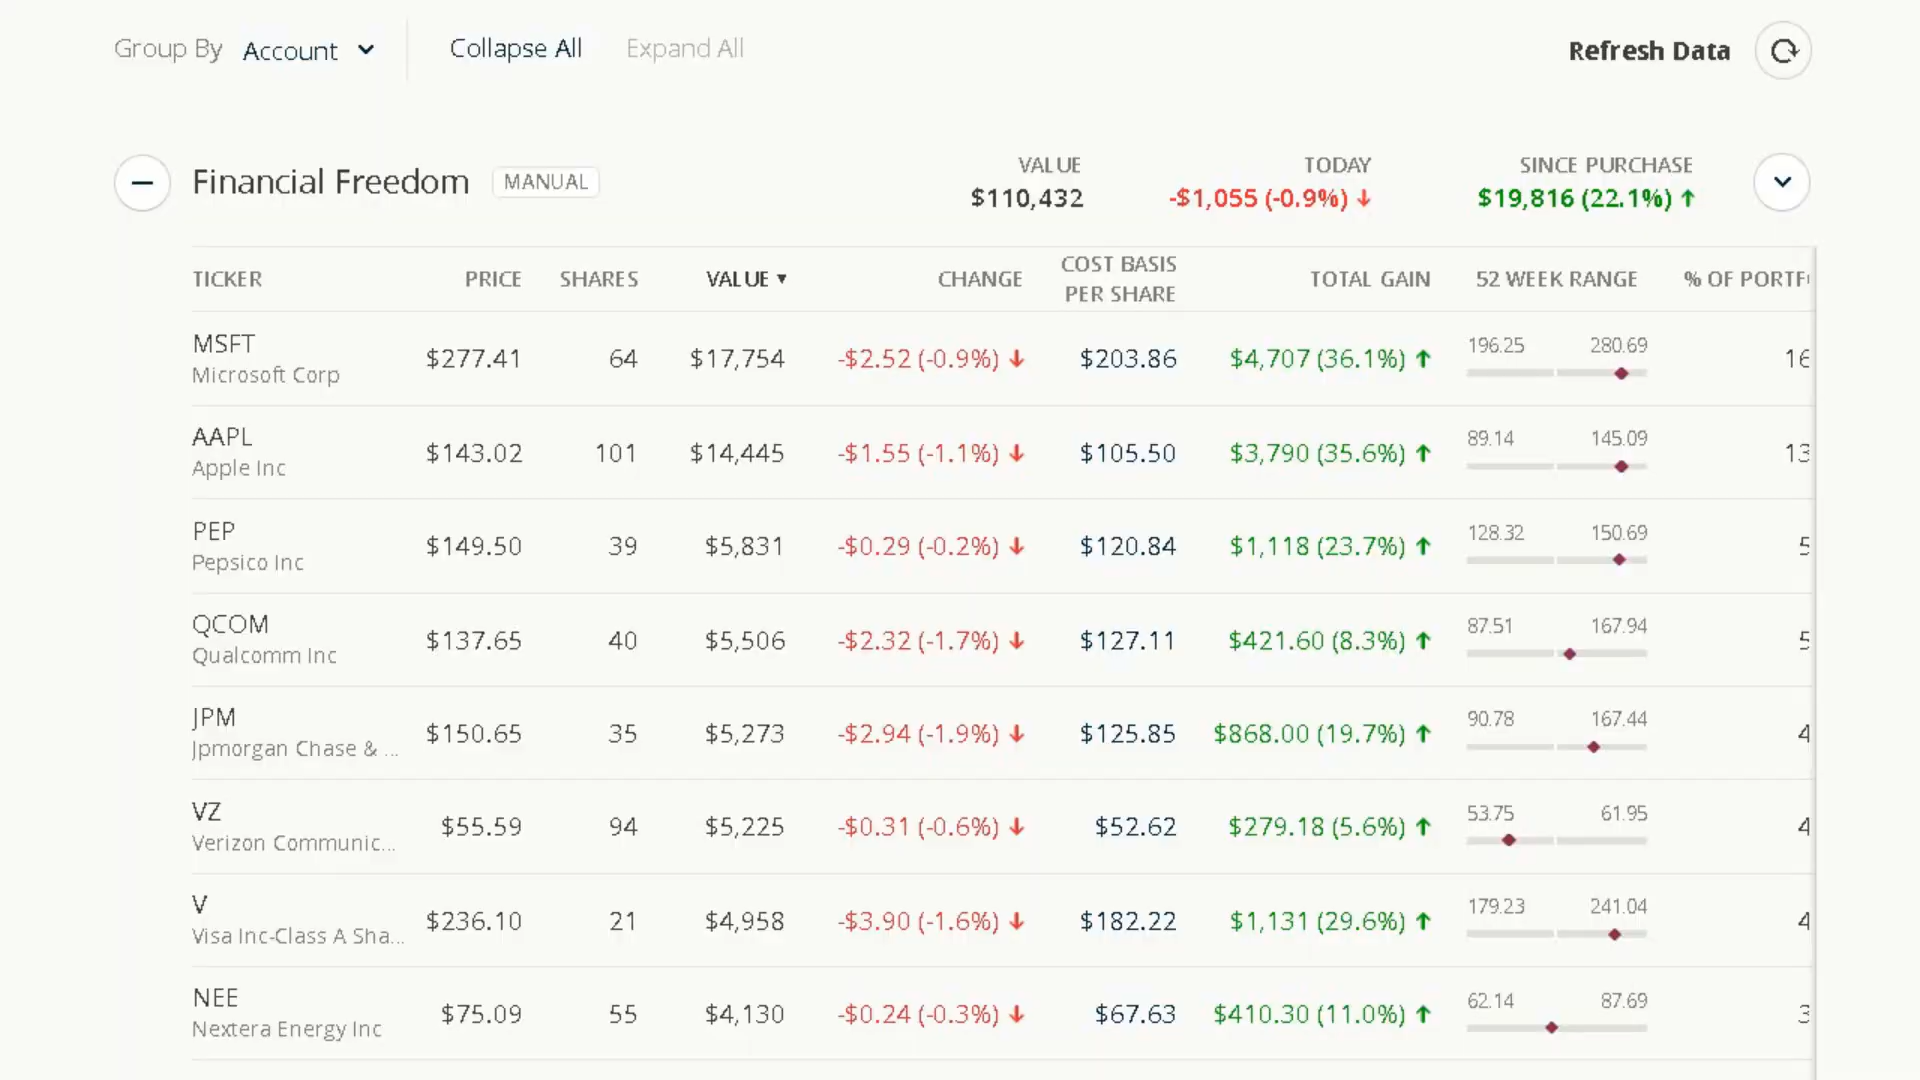 Group By Account Collapse All Expand All Refresh Data
Financial Freedom MANUAL
VALUE TODAY SINCE PURCHASE
$110,432 -$1,055 (-0.9%) $19,816 (22.1%)
TICKER PRICE SHARES VALUE CHANGE COST BASIS PER SHARE TOTAL GAIN 52 WEEK RANGE % OF PORTF
MSFT $277.41 64 $17,754 -$2.52 (-0.9%) $203.86 $4,707 (36.1%) 196.25 280.69 16
Microsoft Corp
AAPL $143.02 101 $14,445 -$1.55 (-1.1%) $105.50 $3,790 (35.6%) 89.14 145.09 13
Apple Inc
PEP $149.50 39 $5,831 -$0.29 (-0.2%) $120.84 $1,118 (23.7%) 128.32 150.69 5
Pepsico Inc
QCOM $137.65 40 $5,506 -$2.32 (-1.7%) $127.11 $421.60 (8.3%) 87.51 167.94 5
Qualcomm Inc
JPM $150.65 35 $5,273 -$2.94 (-1.9%) $125.85 $868.00 (19.7%) 90.78 167.44 4
Jpmorgan Chase & ...
VZ $55.59 94 $5,225 -$0.31 (-0.6%) $52.62 $279.18 (5.6%) 53.75 61.95 4
Verizon Communic...
V $236.10 21 $4,958 -$3.90 (-1.6%) $182.22 $1,131 (29.6%) 179.23 241.04 4
Visa Inc-Class A Sha...
NEE $75.09 55 $4,130 -$0.24 (-0.3%) $67.63 $410.30 (11.0%) 62.14 87.69 3
Nextera Energy Inc